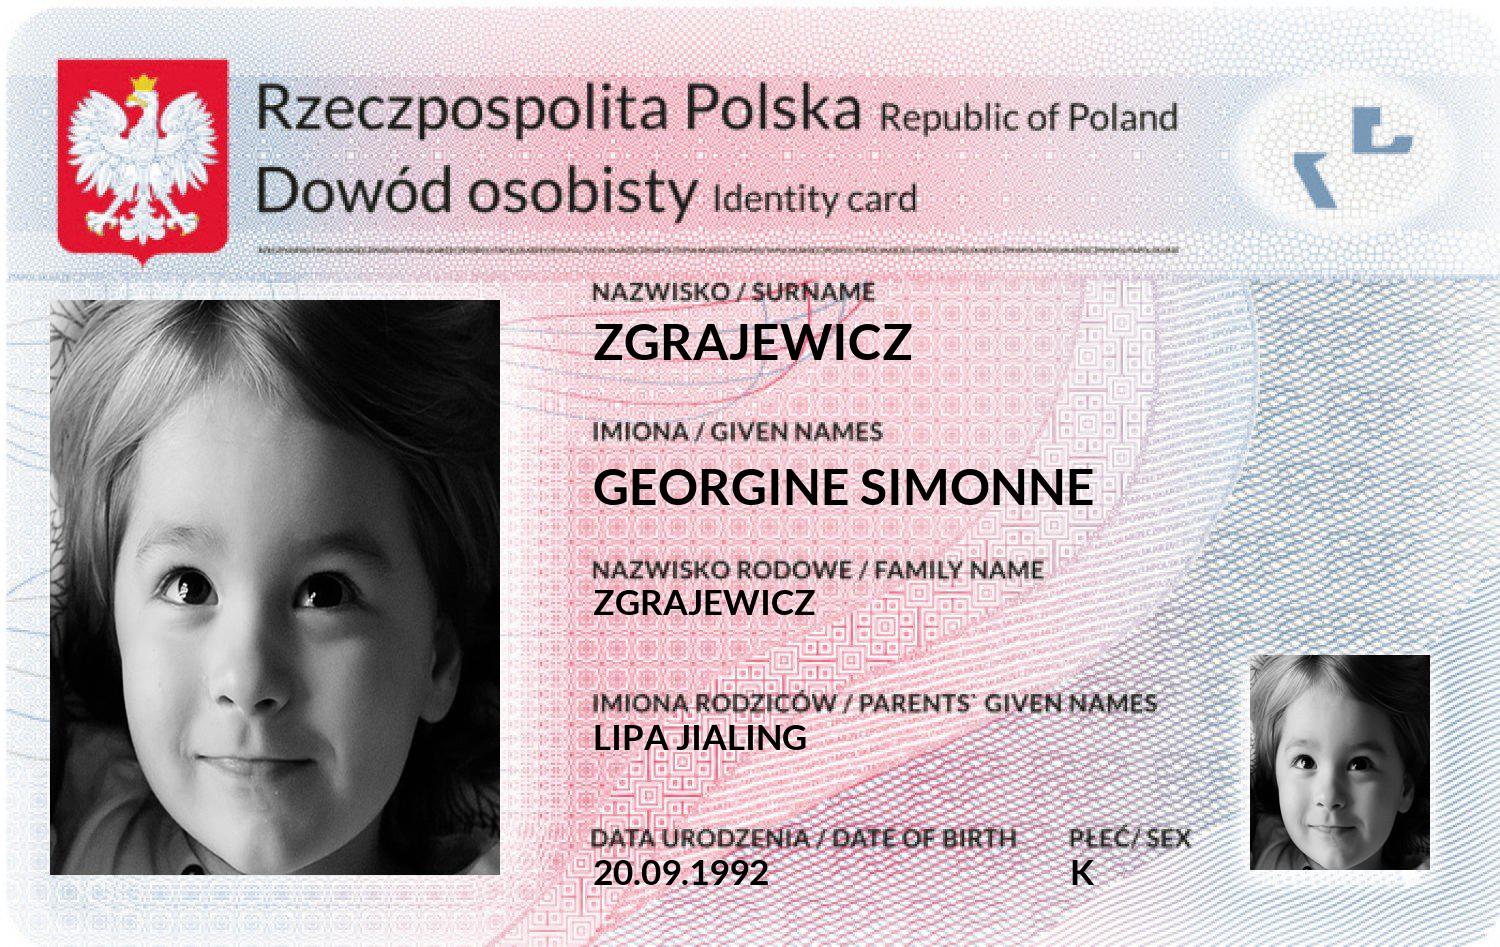 Rzeczpospolita Polska Republic of Poland
Dowód osobisty Identity card
NAZWISKO / SURNAME
ZGRAJEWICZ
IMIONA / GIVEN NAMES
GEORGINE SIMONNE
NAZWISKO RODOWE / FAMILY NAME
ZGRAJEWICZ
IMIONA RODZICÓW / PARENTS` GIVEN NAMES
LIPA JIALING
DATA URODZENIA / DATE OF BIRTH PŁEĆ/ SEX
20.09.1992 K